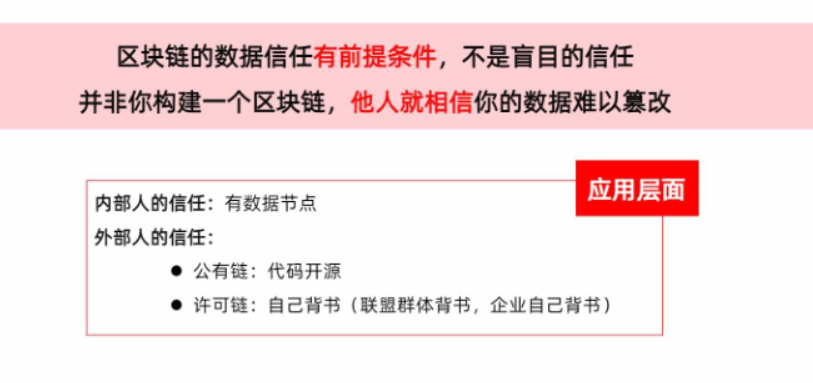 区块链的数据信任有前提条件，不是盲目的信任
并非你构建一个区块链，他人就相信你的数据难以篡改
应用层面
内部人的信任：有数据节点
外部人的信任：
● 公有链：代码开源
● 许可链：自己背书（联盟群体背书，企业自己背书）